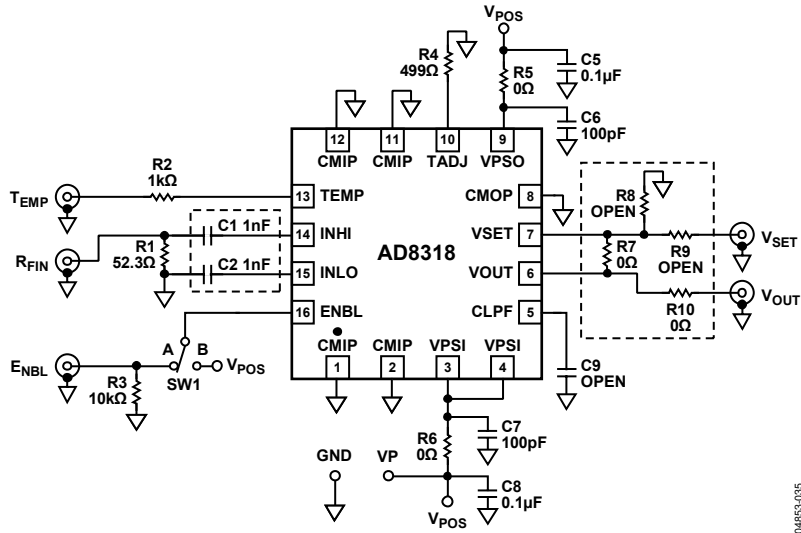 VPOS
R4
499Ω
R5
0Ω
C5
0.1µF
C6
100pF
12
11
10
9
CMIP
CMIP
TADJ
VPSO
TEMP
R2
1kΩ
13
TEMP
CMOP
8
R8
OPEN
RFIN
R1
52.3Ω
C1 1nF
14
INHI
AD8318
VSET
7
R7
0Ω
R9
OPEN
VSET
C2 1nF
15
INLO
VOUT
6
R10
0Ω
VOUT
16
ENBL
CLPF
5
C9
OPEN
ENBL
R3
10kΩ
A
B
SW1
VPOS
CMIP
CMIP
VPSI
VPSI
1
2
3
4
R6
0Ω
C7
100pF
GND
VP
C8
0.1µF
VPOS
04853-035